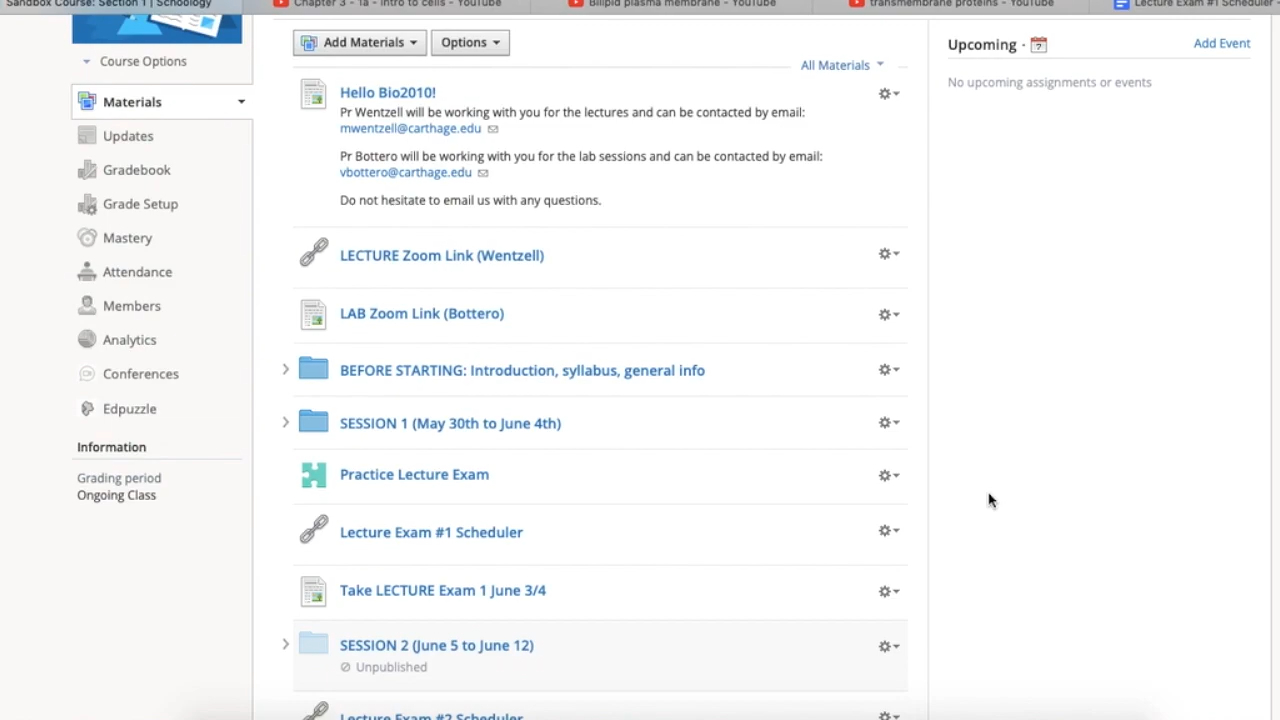 Sandbox Course: Section 1 | Schoology
Chapter 3 - 1a - Intro to cells - YouTube
Bilipid plasma membrane - YouTube
transmembrane proteins - YouTube
Lecture Exam #1 Scheduler -
Course Options
Materials
Updates
Gradebook
Grade Setup
Mastery
Attendance
Members
Analytics
Conferences
Edpuzzle
Information
Grading period
Ongoing Class
Add Materials
Options
All Materials
Hello Bio2010!
Pr Wentzell will be working with you for the lectures and can be contacted by email:
mwentzell@carthage.edu
Pr Bottero will be working with you for the lab sessions and can be contacted by email:
vbottero@carthage.edu
Do not hesitate to email us with any questions.
LECTURE Zoom Link (Wentzell)
LAB Zoom Link (Bottero)
BEFORE STARTING: Introduction, syllabus, general info
SESSION 1 (May 30th to June 4th)
Practice Lecture Exam
Lecture Exam #1 Scheduler
Take LECTURE Exam 1 June 3/4
SESSION 2 (June 5 to June 12)
Unpublished
Lecture Exam #2 Scheduler
Upcoming ·
?
Add Event
No upcoming assignments or events